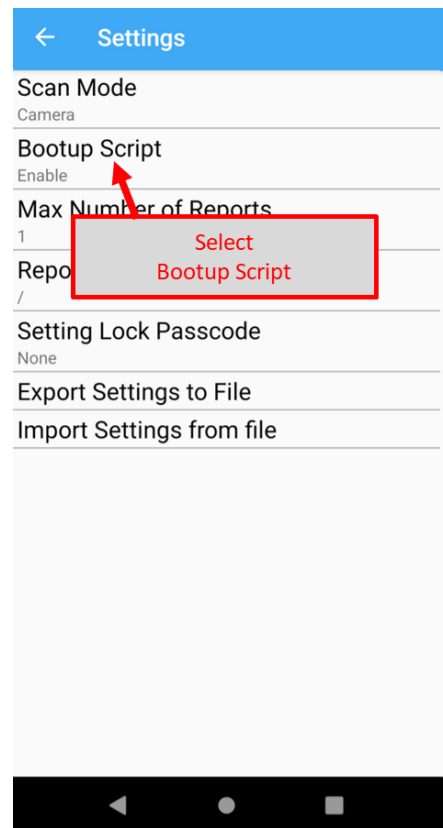 Settings
Scan Mode
Camera
Bootup Script
Enable
Max Number of Reports
1
Select
Bootup Script
Repo
/
Setting Lock Passcode
None
Export Settings to File
Import Settings from file